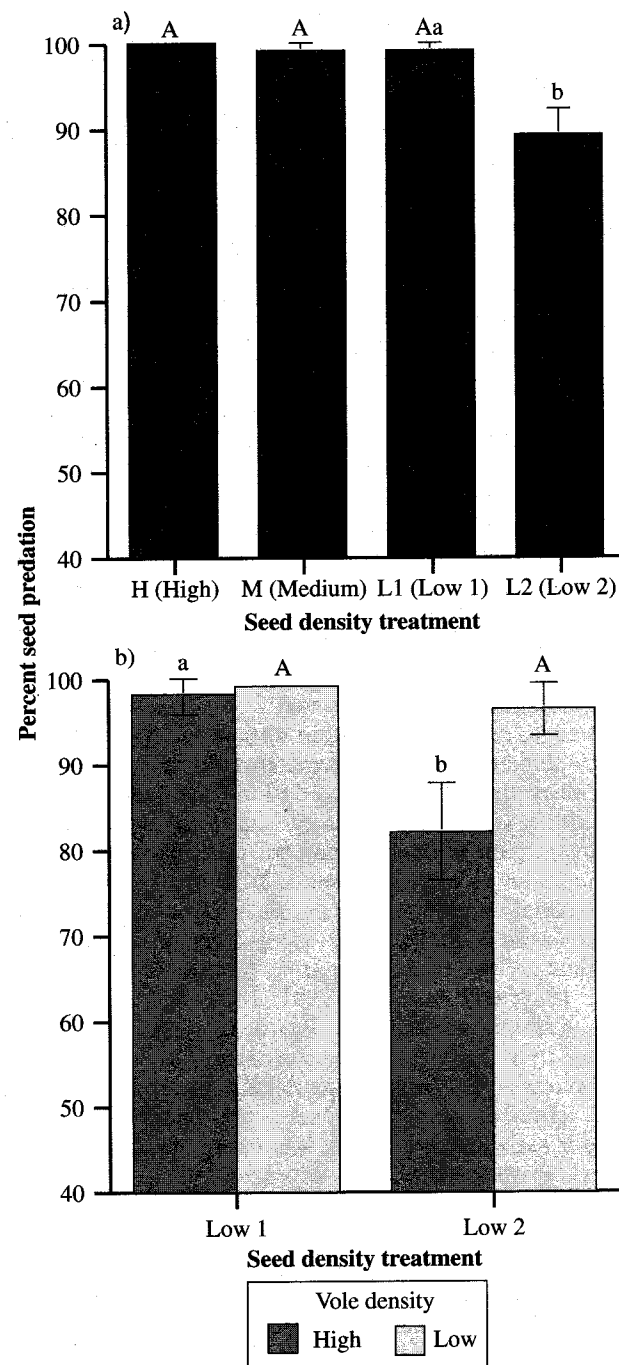 a)
A A Aa b
100
90
80
70
60
50
40
H (High) M (Medium) L1 (Low 1) L2 (Low 2)
Seed density treatment
Percent seed predation
b)
a A b A
100
90
80
70
60
50
40
Low 1 Low 2
Seed density treatment
Vole density
High Low